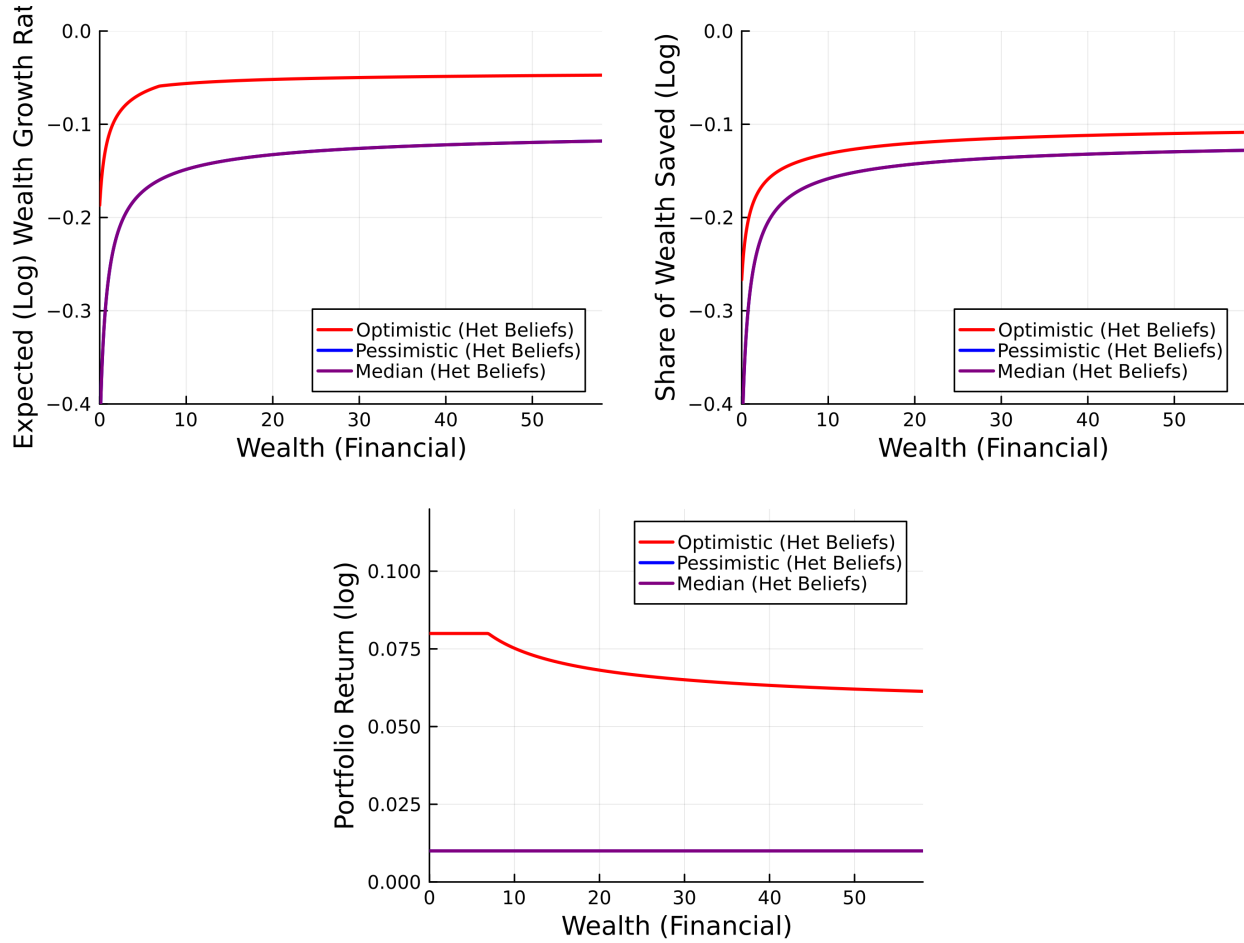 Expected (Log) Wealth Growth Rat
0.0
−0.1
−0.2
−0.3
−0.4
0 10 20 30 40 50
Wealth (Financial)
Optimistic (Het Beliefs)
Pessimistic (Het Beliefs)
Median (Het Beliefs)
Share of Wealth Saved (Log)
0.0
−0.1
−0.2
−0.3
−0.4
0 10 20 30 40 50
Wealth (Financial)
Optimistic (Het Beliefs)
Pessimistic (Het Beliefs)
Median (Het Beliefs)
Portfolio Return (log)
0.100
0.075
0.050
0.025
0.000
0 10 20 30 40 50
Wealth (Financial)
Optimistic (Het Beliefs)
Pessimistic (Het Beliefs)
Median (Het Beliefs)